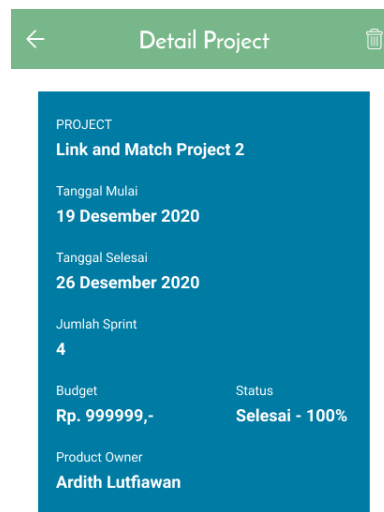 Detail Project
PROJECT
Link and Match Project 2
Tanggal Mulai
19 Desember 2020
Tanggal Selesai
26 Desember 2020
Jumlah Sprint
4
Budget Status
Rp. 999999,- Selesai - 100%
Product Owner
Ardith Lutfiawan